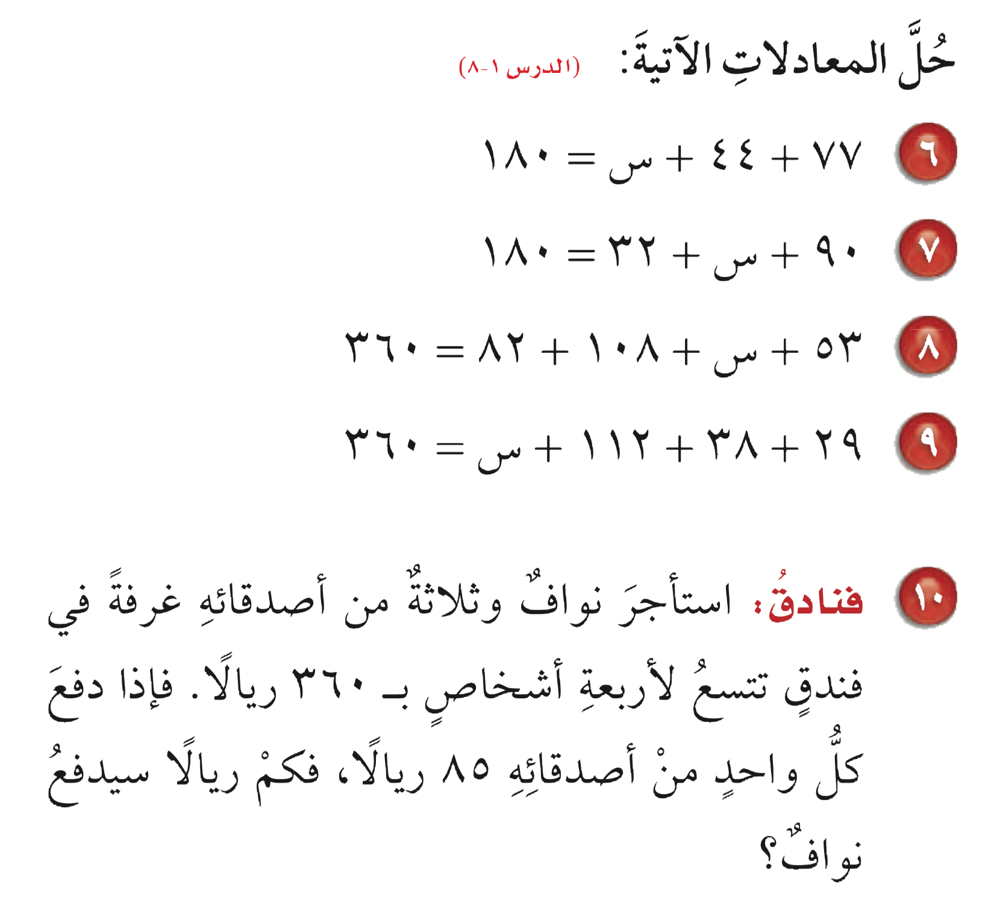 حُلَّ المعادلاتِ الآتيةَ: (الدرس ١-٨)
٦ ٧٧ + ٤٤ + س = ١٨٠
٧ ٩٠ + س + ٣٢ = ١٨٠
٨ ٥٣ + س + ١٠٨ + ٨٢ = ٣٦٠
٩ ٢٩ + ٣٨ + ١١٢ + س = ٣٦٠
١٠ فنادقُ: استأجرَ نوافٌ وثلاثةٌ من أصدقائهِ غرفةً في
فندقٍ تتسعُ لأربعةِ أشخاصٍ بـ ٣٦٠ ريالًا. فإذا دفعَ
كلُّ واحدٍ منْ أصدقائِهِ ٨٥ ريالًا، فكمْ ريالًا سيدفعُ
نوافٌ؟